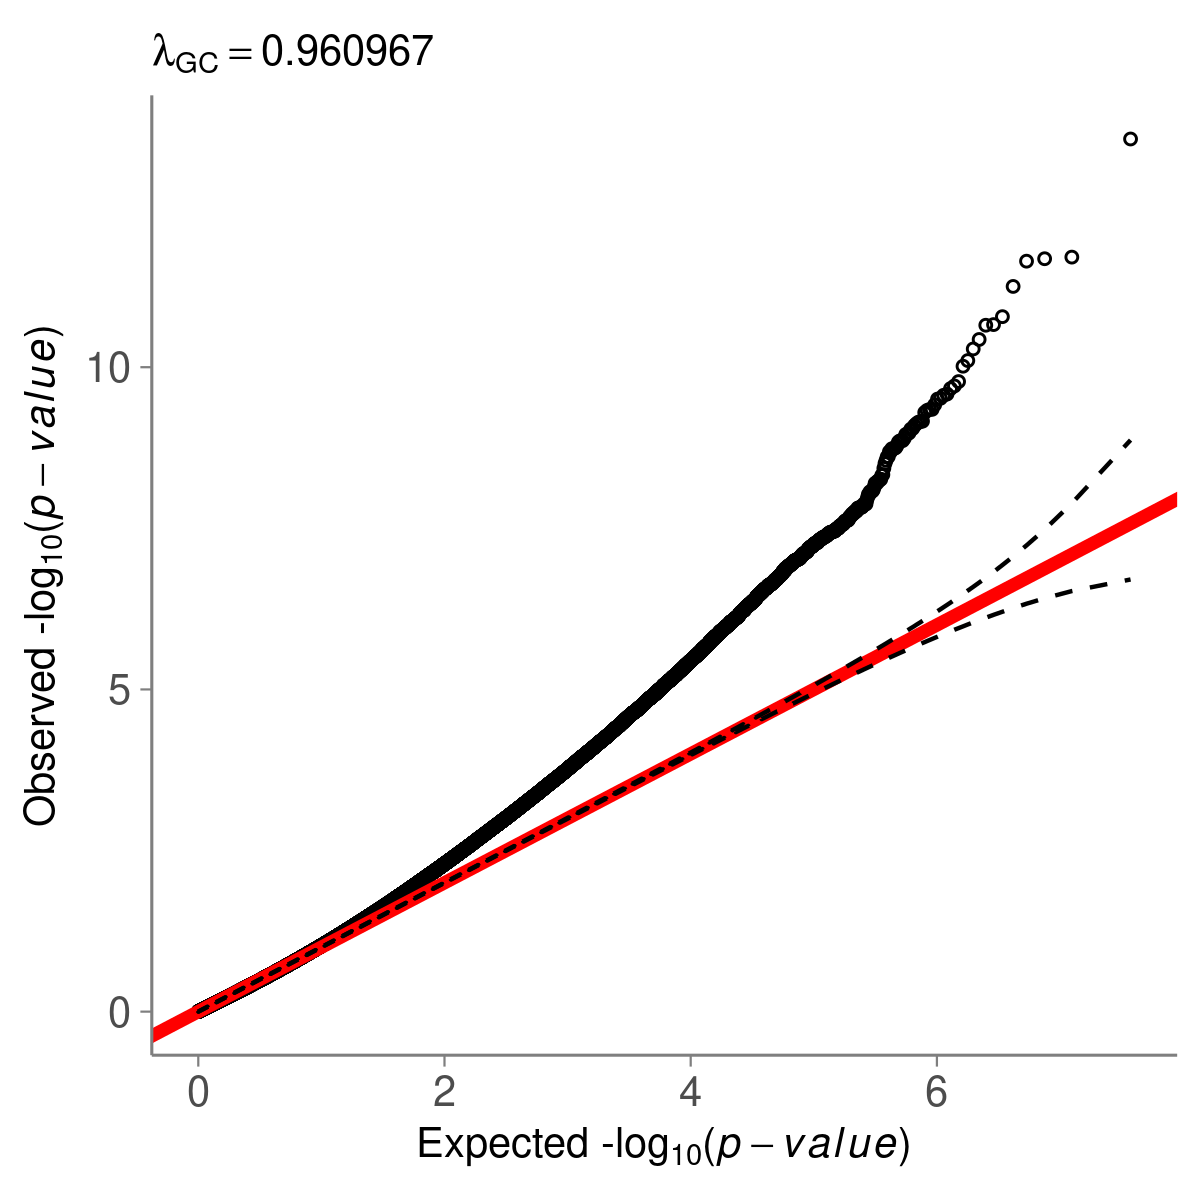 λGC = 0.960967
Observed -log10(p − value)
10
5
0
0 2 4 6
Expected -log10(p − value)